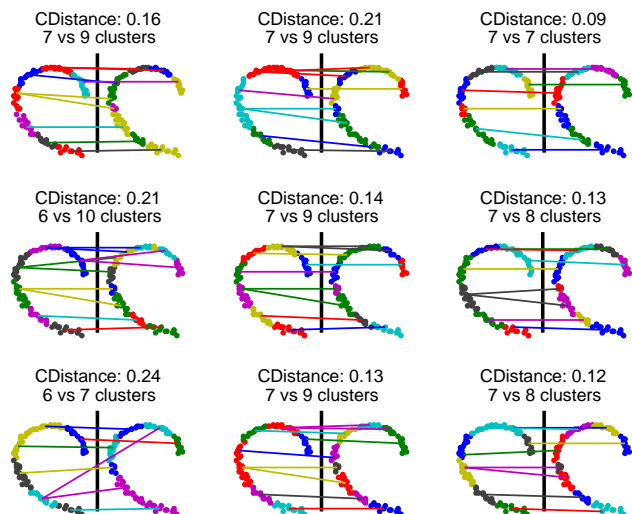 CDistance: 0.16
7 vs 9 clusters
CDistance: 0.21
7 vs 9 clusters
CDistance: 0.09
7 vs 7 clusters
CDistance: 0.21
6 vs 10 clusters
CDistance: 0.14
7 vs 9 clusters
CDistance: 0.13
7 vs 8 clusters
CDistance: 0.24
6 vs 7 clusters
CDistance: 0.13
7 vs 9 clusters
CDistance: 0.12
7 vs 8 clusters